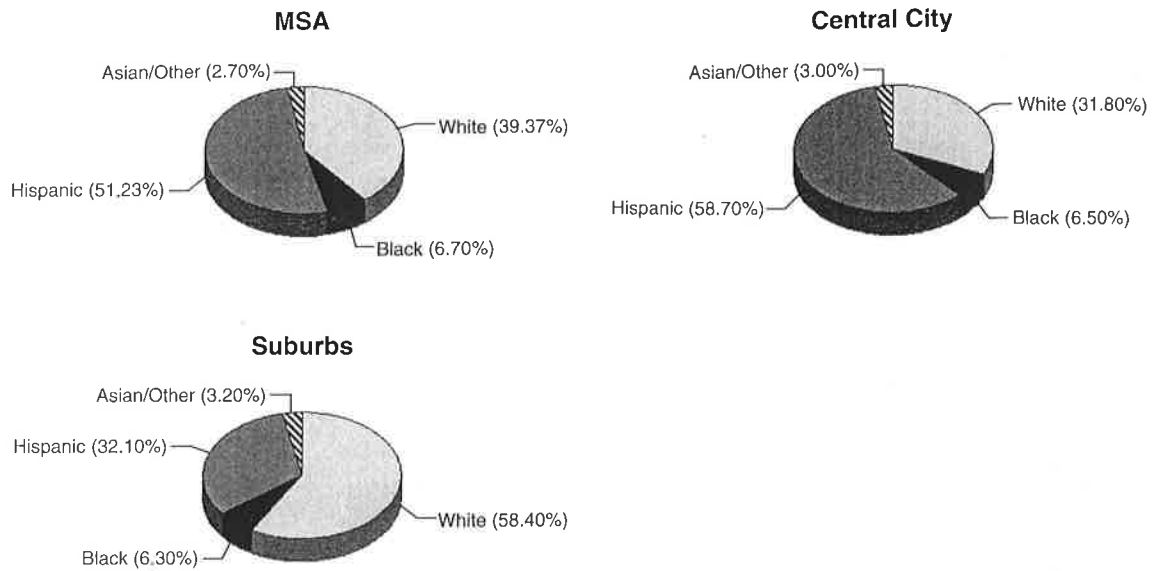 MSA
Asian/Other (2.70%)
White (39.37%)
Hispanic (51,23%)
Black (6.70%)
Central City
Asian/Other (3.00%)
White (31.80%)
Hispanic (58.70%)
Black (6.50%)
Suburbs
Asian/Other (3.20%)
Hispanic (32.10%)
White (58.40%)
Black (6.30%)